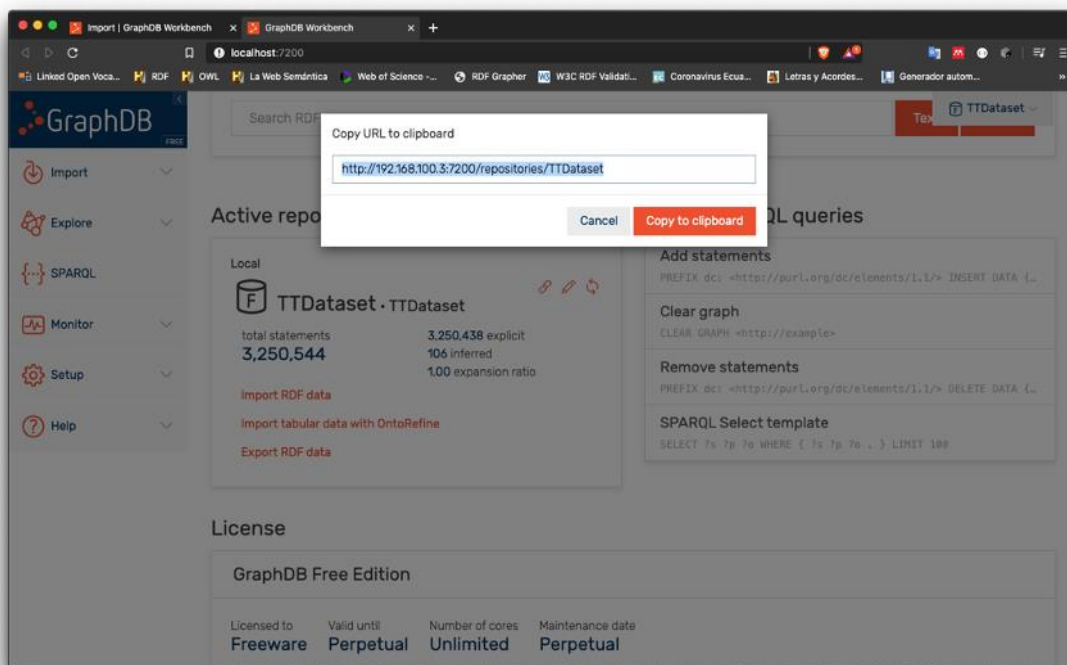 Import | GraphDB Workbench
GraphDB Workbench
localhost:7200
Linked Open Voca...
RDF
OWL
La Web Semántica
Web of Science -...
RDF Grapher
W3C RDF Validati...
Coronavirus Ecua...
Letras y Acordes...
Generador autom...
GraphDB
FREE
Search RDF
TTDataset
Copy URL to clipboard
http://192.168.100.3:7200/repositories/TTDataset
Cancel
Copy to clipboard
Import
Explore
SPARQL
Monitor
Setup
Help
Active repo
QL queries
Local
TTDataset · TTDataset
total statements
3,250,544
3,250,438 explicit
106 inferred
1.00 expansion ratio
Import RDF data
Import tabular data with OntoRefine
Export RDF data
Add statements
PREFIX dc: <http://purl.org/dc/elements/1.1/> INSERT DATA {…
Clear graph
CLEAR GRAPH <http://example>
Remove statements
PREFIX dc: <http://purl.org/dc/elements/1.1/> DELETE DATA {…
SPARQL Select template
SELECT ?s ?p ?o WHERE { ?s ?p ?o . } LIMIT 100
License
GraphDB Free Edition
Licensed to
Freeware
Valid until
Perpetual
Number of cores
Unlimited
Maintenance date
Perpetual